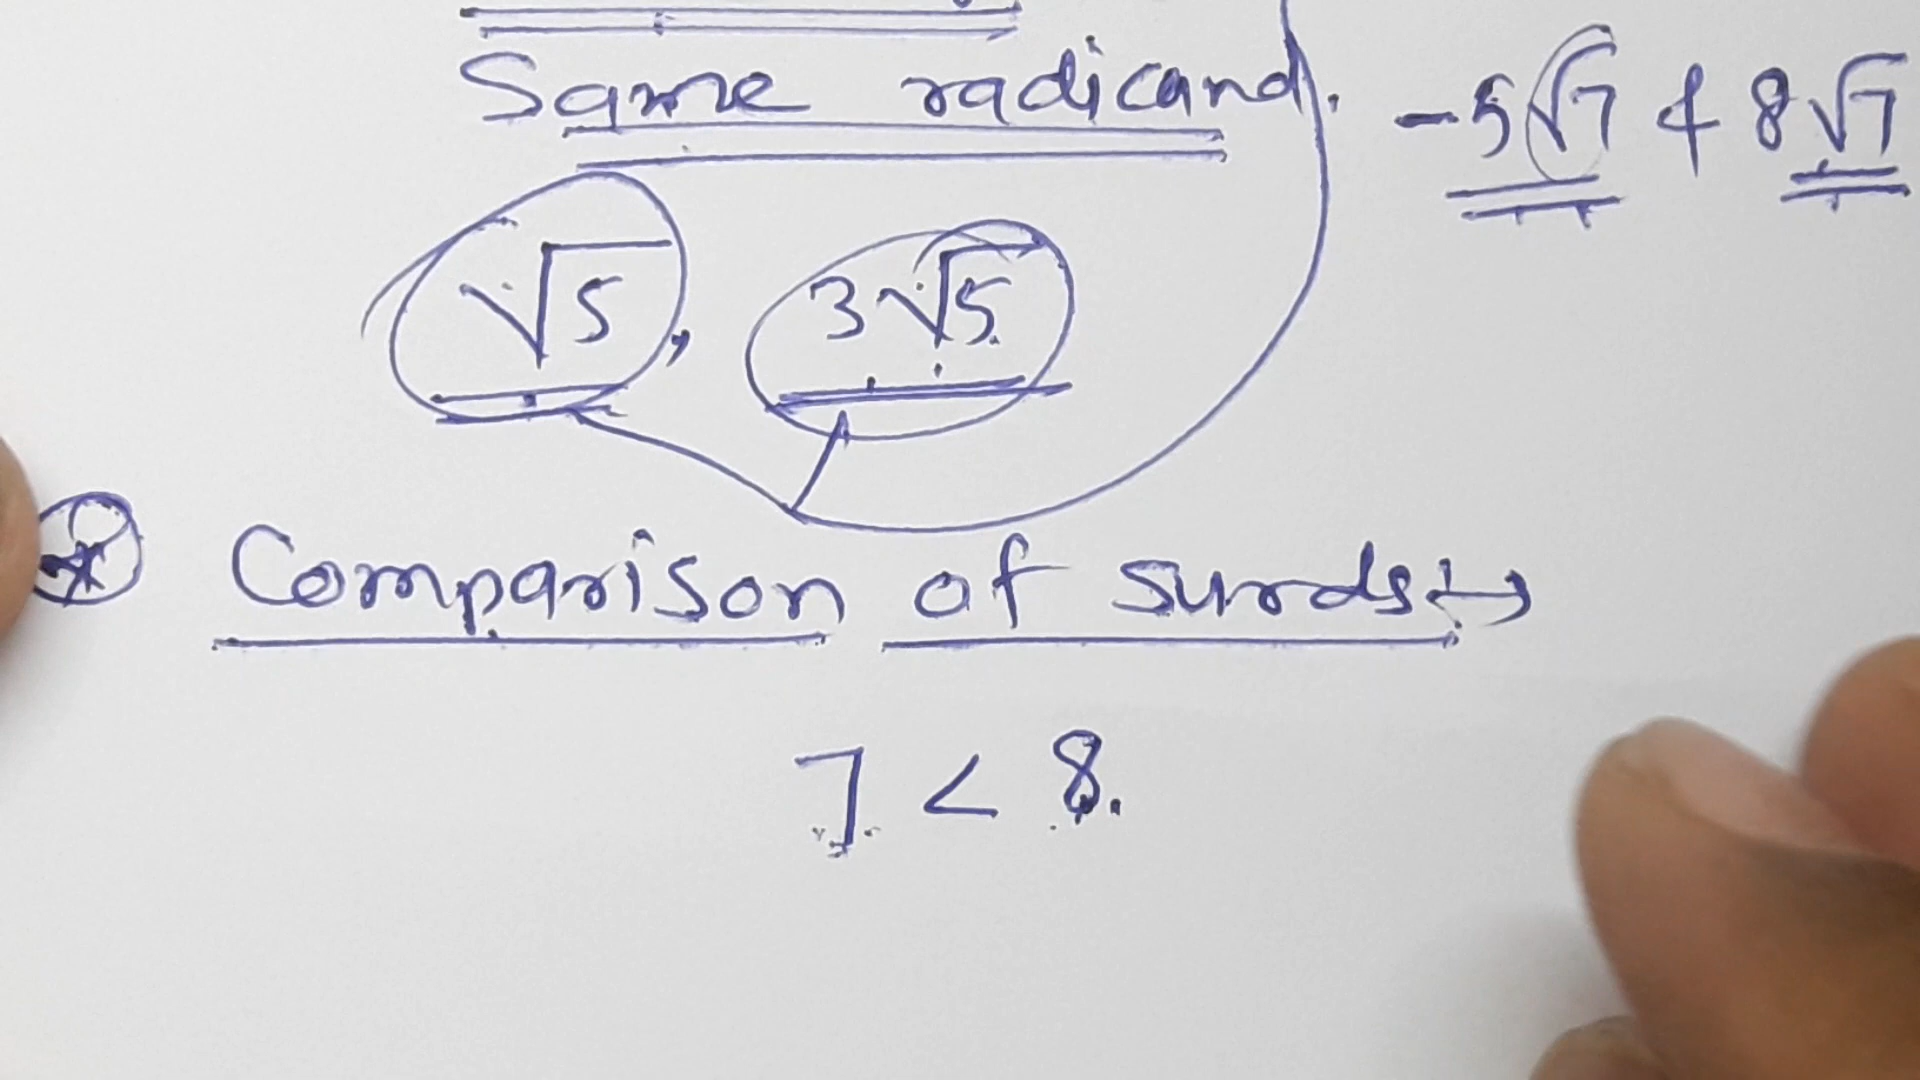 Same radicand. -5√7 & 8√7
√5, 3√5.
* Comparison of surds:→
7 < 8.